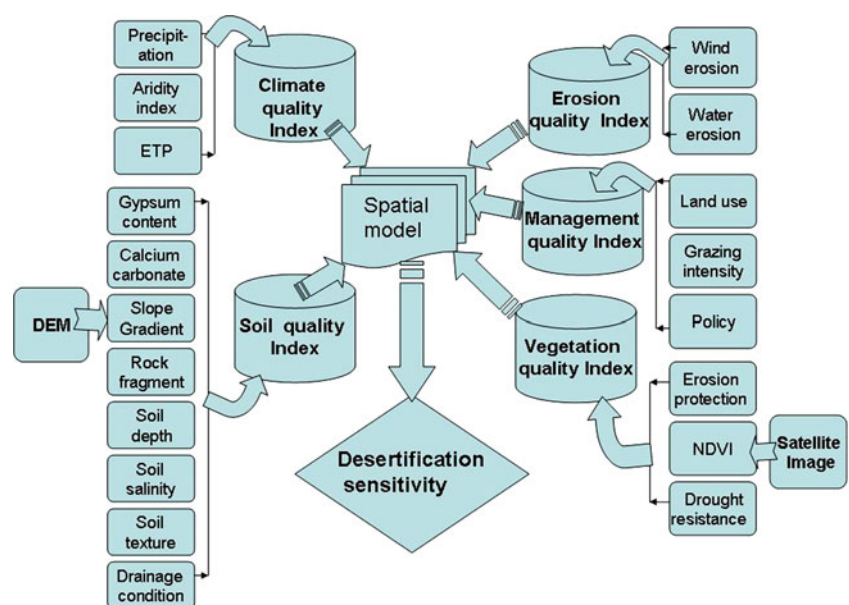 Precipit-
ation
Aridity
index
ETP
Climate
quality
Index
Gypsum
content
Calcium
carbonate
Slope
Gradient
Rock
fragment
Soil
depth
Soil
salinity
Soil
texture
Drainage
condition
DEM
Soil quality
Index
Spatial
model
Desertification
sensitivity
Erosion
quality Index
Wind
erosion
Water
erosion
Management
quality Index
Land use
Grazing
intensity
Policy
Vegetation
quality Index
Erosion
protection
NDVI
Drought
resistance
Satellite
Image